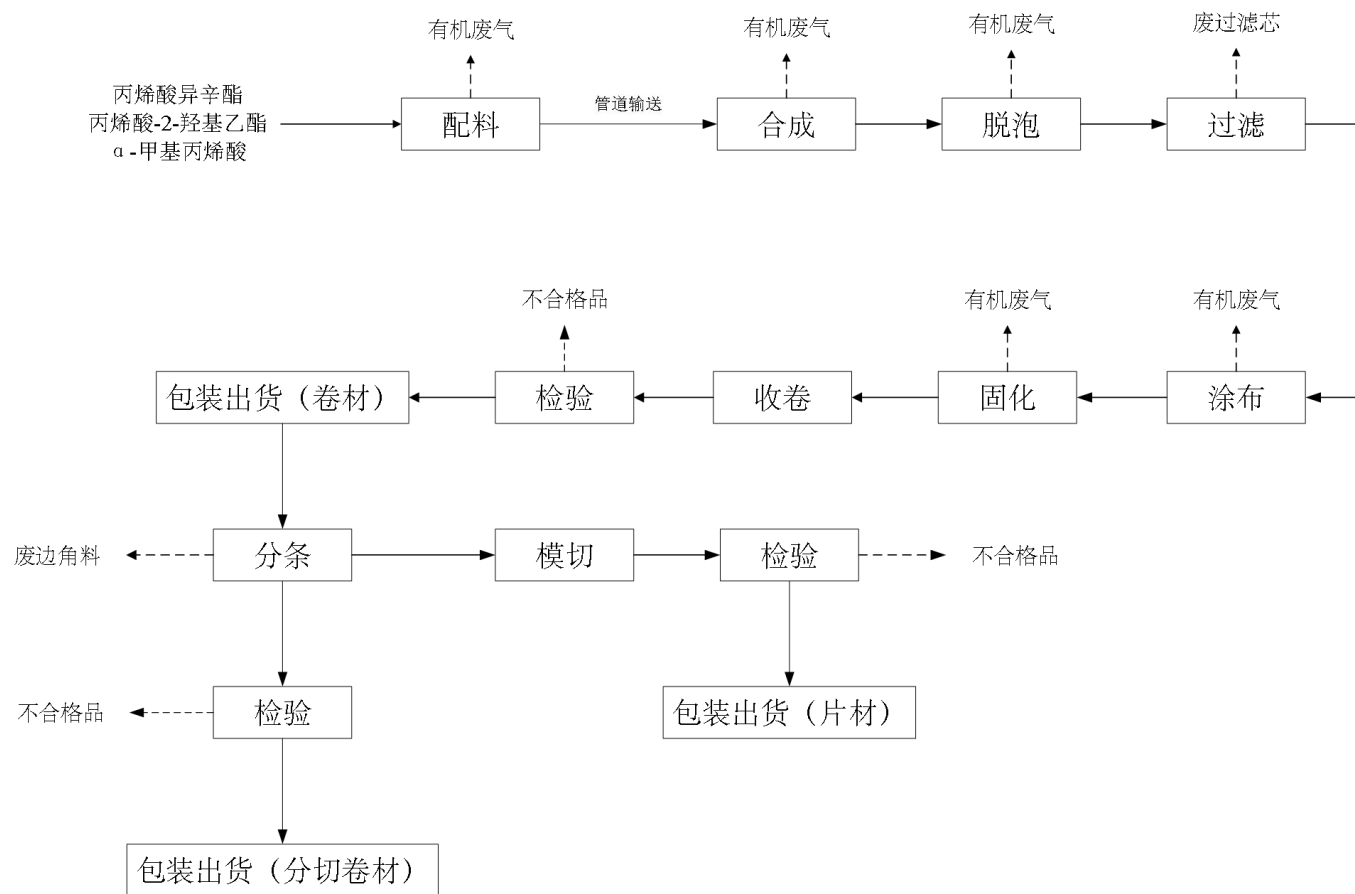 有机废气
有机废气
有机废气
废过滤芯
丙烯酸异辛酯
丙烯酸-2-羟基乙酯
α-甲基丙烯酸
配料
管道输送
合成
脱泡
过滤
不合格品
有机废气
有机废气
包装出货（卷材）
检验
收卷
固化
涂布
废边角料
分条
模切
检验
不合格品
不合格品
检验
包装出货（片材）
包装出货（分切卷材）